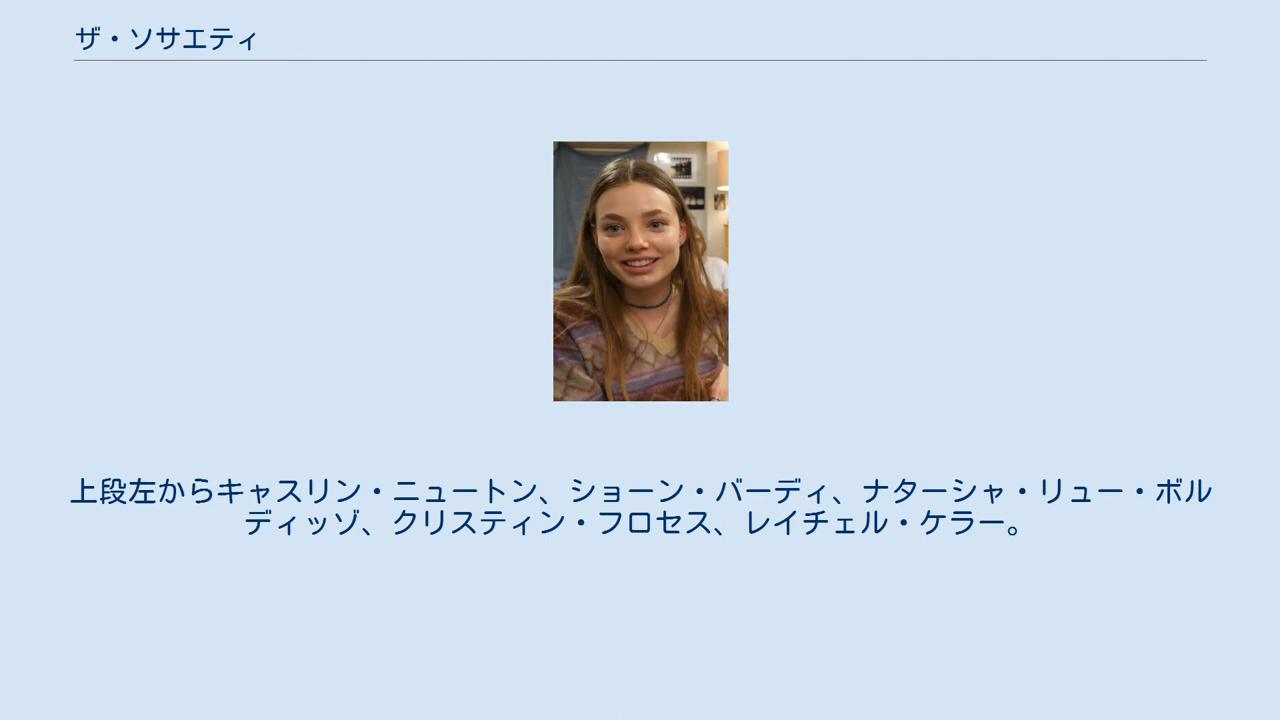 ザ・ソサエティ
上段左からキャスリン・ニュートン、ショーン・バーディ、ナターシャ・リュー・ボル
ディッゾ、クリスティン・フロセス、レイチェル・ケラー。